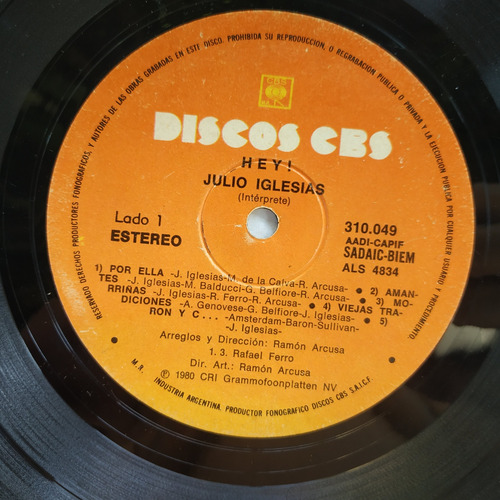 RESERVADO DERECHOS PRODUCTORES FONOGRAFICOS, Y AUTORES DE LAS OBRAS GRABADAS EN ESTE DISCO. PROHIBIDA SU REPRODUCCION, O REGRABACION PUBLICA O PRIVADA Y LA EJECUCION PUBLICA POR CUALQUIER USUARIO Y PROCEDIMIENTO
CBS
DISCOS CBS
HEY!
JULIO IGLESIAS
(Intérprete)
Lado 1
ESTEREO
310.049
AADI-CAPIF
SADAIC-BIEM
ALS 4834
1) POR ELLA -J. Iglesias-M. de la Calva-R. Arcusa- 2) AMAN-
TES -J. Iglesias-M. Balducci-G. Belfiore-R. Arcusa- 3) MO-
RRIÑAS -J. Iglesias-R. Ferro-R. Arcusa- 4) VIEJAS TRA-
DICIONES -A. Genovese-G. Belfiore-J. Iglesias- 5)
RON Y C... -Amsterdam-Baron-Sullivan-
-J. Iglesias-
Arreglos y Dirección: Ramón Arcusa
1. 3. Rafael Ferro
Dir. Art.: Ramón Arcusa
Ⓟ 1980 CRI Grammofoonplatten NV
M.R. INDUSTRIA ARGENTINA. PRODUCTOR FONOGRAFICO DISCOS CBS S.A.I.C.F.